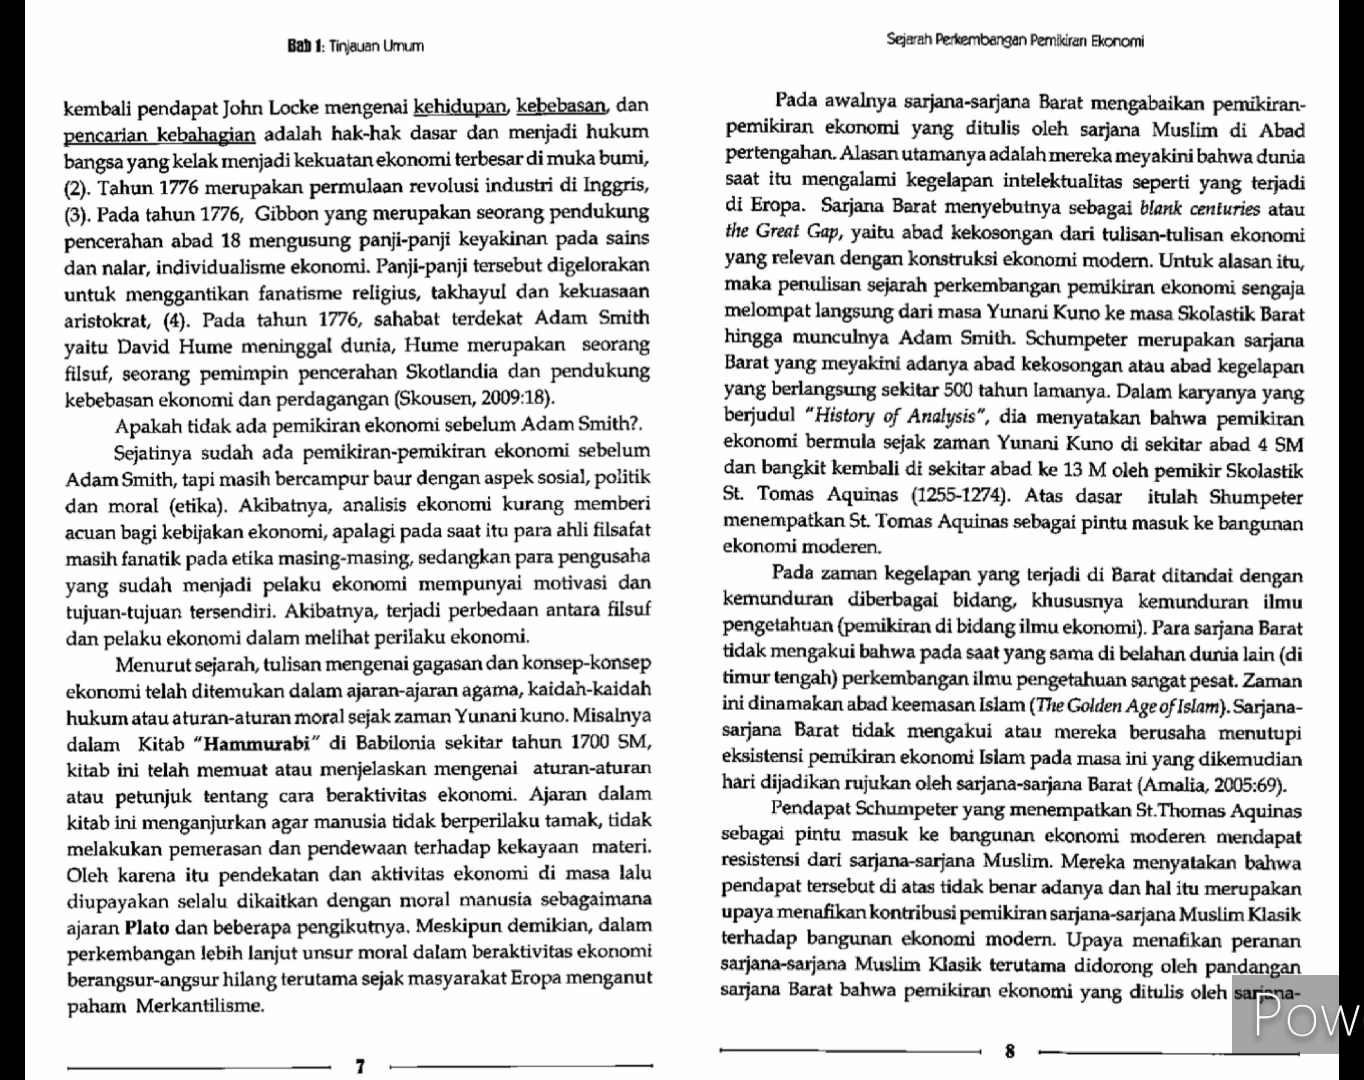 Bab 1: Tinjauan Umum
kembali pendapat John Locke mengenai kehidupan, kebebasan, dan
pencarian kebahagian adalah hak-hak dasar dan menjadi hukum
bangsa yang kelak menjadi kekuatan ekonomi terbesar di muka bumi,
(2). Tahun 1776 merupakan permulaan revolusi industri di Inggris,
(3). Pada tahun 1776, Gibbon yang merupakan seorang pendukung
pencerahan abad 18 mengusung panji-panji keyakinan pada sains
dan nalar, individualisme ekonomi. Panji-panji tersebut digelorakan
untuk menggantikan fanatisme religius, takhayul dan kekuasaan
aristokrat, (4). Pada tahun 1776, sahabat terdekat Adam Smith
yaitu David Hume meninggal dunia, Hume merupakan seorang
filsuf, seorang pemimpin pencerahan Skotlandia dan pendukung
kebebasan ekonomi dan perdagangan (Skousen, 2009:18).
Apakah tidak ada pemikiran ekonomi sebelum Adam Smith?.
Sejatinya sudah ada pemikiran-pemikiran ekonomi sebelum
Adam Smith, tapi masih bercampur baur dengan aspek sosial, politik
dan moral (etika). Akibatnya, analisis ekonomi kurang memberi
acuan bagi kebijakan ekonomi, apalagi pada saat itu para ahli filsafat
masih fanatik pada etika masing-masing, sedangkan para pengusaha
yang sudah menjadi pelaku ekonomi mempunyai motivasi dan
tujuan-tujuan tersendiri. Akibatnya, terjadi perbedaan antara filsuf
dan pelaku ekonomi dalam melihat perilaku ekonomi.
Menurut sejarah, tulisan mengenai gagasan dan konsep-konsep
ekonomi telah ditemukan dalam ajaran-ajaran agama, kaidah-kaidah
hukum atau aturan-aturan moral sejak zaman Yunani kuno. Misalnya
dalam Kitab "Hammurabi" di Babilonia sekitar tahun 1700 SM,
kitab ini telah memuat atau menjelaskan mengenai aturan-aturan
atau petunjuk tentang cara beraktivitas ekonomi. Ajaran dalam
kitab ini menganjurkan agar manusia tidak berperilaku tamak, tidak
melakukan pemerasan dan pendewaan terhadap kekayaan materi.
Oleh karena itu pendekatan dan aktivitas ekonomi di masa lalu
diupayakan selalu dikaitkan dengan moral manusia sebagaimana
ajaran Plato dan beberapa pengikutnya. Meskipun demikian, dalam
perkembangan lebih lanjut unsur moral dalam beraktivitas ekonomi
berangsur-angsur hilang terutama sejak masyarakat Eropa menganut
paham Merkantilisme.
7
Sejarah Perkembangan Pemikiran Ekonomi
Pada awalnya sarjana-sarjana Barat mengabaikan pemikiran-
pemikiran ekonomi yang ditulis oleh sarjana Muslim di Abad
pertengahan. Alasan utamanya adalah mereka meyakini bahwa dunia
saat itu mengalami kegelapan intelektualitas seperti yang terjadi
di Eropa. Sarjana Barat menyebutnya sebagai blank centuries atau
the Great Gap, yaitu abad kekosongan dari tulisan-tulisan ekonomi
yang relevan dengan konstruksi ekonomi modern. Untuk alasan itu,
maka penulisan sejarah perkembangan pemikiran ekonomi sengaja
melompat langsung dari masa Yunani Kuno ke masa Skolastik Barat
hingga munculnya Adam Smith. Schumpeter merupakan sarjana
Barat yang meyakini adanya abad kekosongan atau abad kegelapan
yang berlangsung sekitar 500 tahun lamanya. Dalam karyanya yang
berjudul "History of Analysis", dia menyatakan bahwa pemikiran
ekonomi bermula sejak zaman Yunani Kuno di sekitar abad 4 SM
dan bangkit kembali di sekitar abad ke 13 M oleh pemikir Skolastik
St. Tomas Aquinas (1255-1274). Atas dasar itulah Shumpeter
menempatkan St. Tomas Aquinas sebagai pintu masuk ke bangunan
ekonomi moderen.
Pada zaman kegelapan yang terjadi di Barat ditandai dengan
kemunduran diberbagai bidang, khususnya kemunduran ilmu
pengetahuan (pemikiran di bidang ilmu ekonomi). Para sarjana Barat
tidak mengakui bahwa pada saat yang sama di belahan dunia lain (di
timur tengah) perkembangan ilmu pengetahuan sangat pesat. Zaman
ini dinamakan abad keemasan Islam (The Golden Age of Islam). Sarjana-
sarjana Barat tidak mengakui atau mereka berusaha menutupi
eksistensi pemikiran ekonomi Islam pada masa ini yang dikemudian
hari dijadikan rujukan oleh sarjana-sarjana Barat (Amalia, 2005:69).
Pendapat Schumpeter yang menempatkan St.Thomas Aquinas
sebagai pintu masuk ke bangunan ekonomi moderen mendapat
resistensi dari sarjana-sarjana Muslim. Mereka menyatakan bahwa
pendapat tersebut di atas tidak benar adanya dan hal itu merupakan
upaya menafikan kontribusi pemikiran sarjana-sarjana Muslim Klasik
terhadap bangunan ekonomi modern. Upaya menafikan peranan
sarjana-sarjana Muslim Klasik terutama didorong oleh pandangan
sarjana Barat bahwa pemikiran ekonomi yang ditulis oleh sarjana-
8
Pow